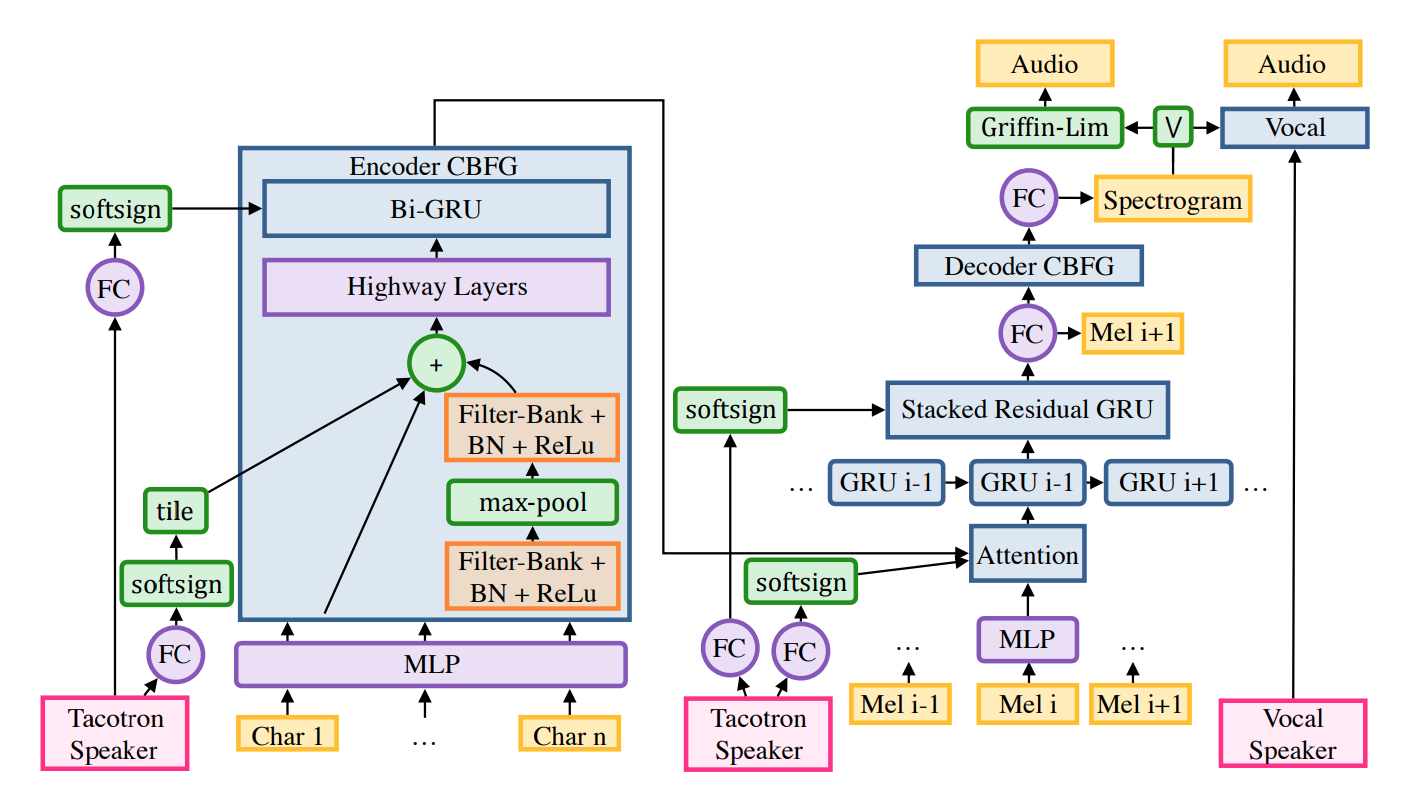 Audio
Audio
Griffin-Lim
V
Vocal
Encoder CBFG
Bi-GRU
softsign
FC
Spectrogram
Decoder CBFG
FC
Highway Layers
FC
Mel i+1
+
softsign
Stacked Residual GRU
Filter-Bank +
BN + ReLu
max-pool
Filter-Bank +
BN + ReLu
tile
softsign
FC
...
GRU i-1
GRU i-1
GRU i+1
...
Attention
softsign
FC
FC
MLP
MLP
...
...
Tacotron
Speaker
Char 1
...
Char n
Tacotron
Speaker
Mel i-1
Mel i
Mel i+1
Vocal
Speaker